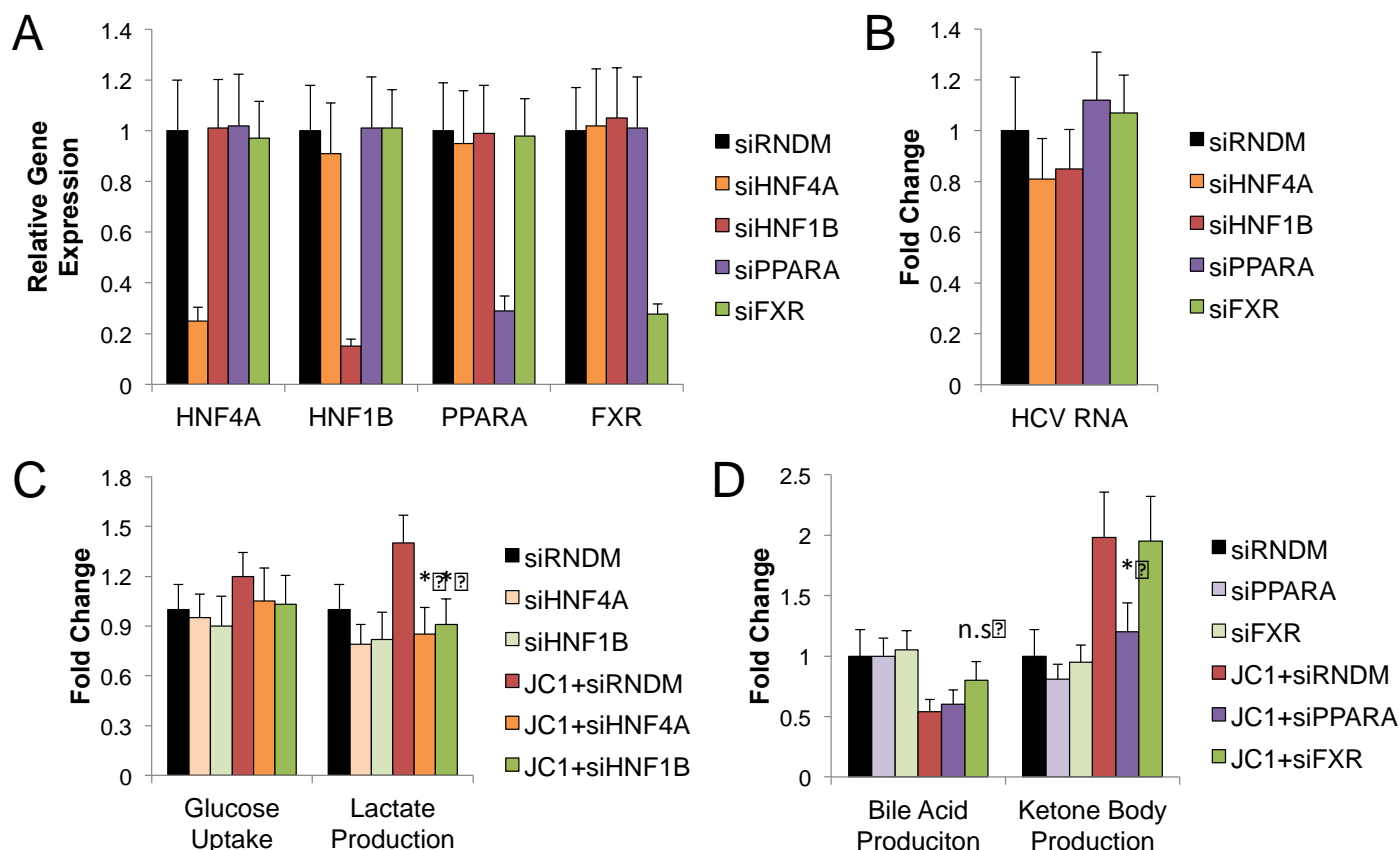 A
Relative Gene
Expression
1.4
1.2
1
0.8
0.6
0.4
0.2
0
HNF4A
HNF1B
PPARA
FXR
siRNDM
siHNF4A
siHNF1B
siPPARA
siFXR
B
Fold Change
1.4
1.2
1
0.8
0.6
0.4
0.2
0
HCV RNA
siRNDM
siHNF4A
siHNF1B
siPPARA
siFXR
C
Fold Change
1.8
1.5
1.2
0.9
0.6
0.3
0
*⍰*⍰
Glucose
Uptake
Lactate
Production
siRNDM
siHNF4A
siHNF1B
JC1+siRNDM
JC1+siHNF4A
JC1+siHNF1B
D
Fold Change
2.5
2
1.5
1
0.5
0
n.s⍰
*⍰
Bile Acid
Produciton
Ketone Body
Production
siRNDM
siPPARA
siFXR
JC1+siRNDM
JC1+siPPARA
JC1+siFXR